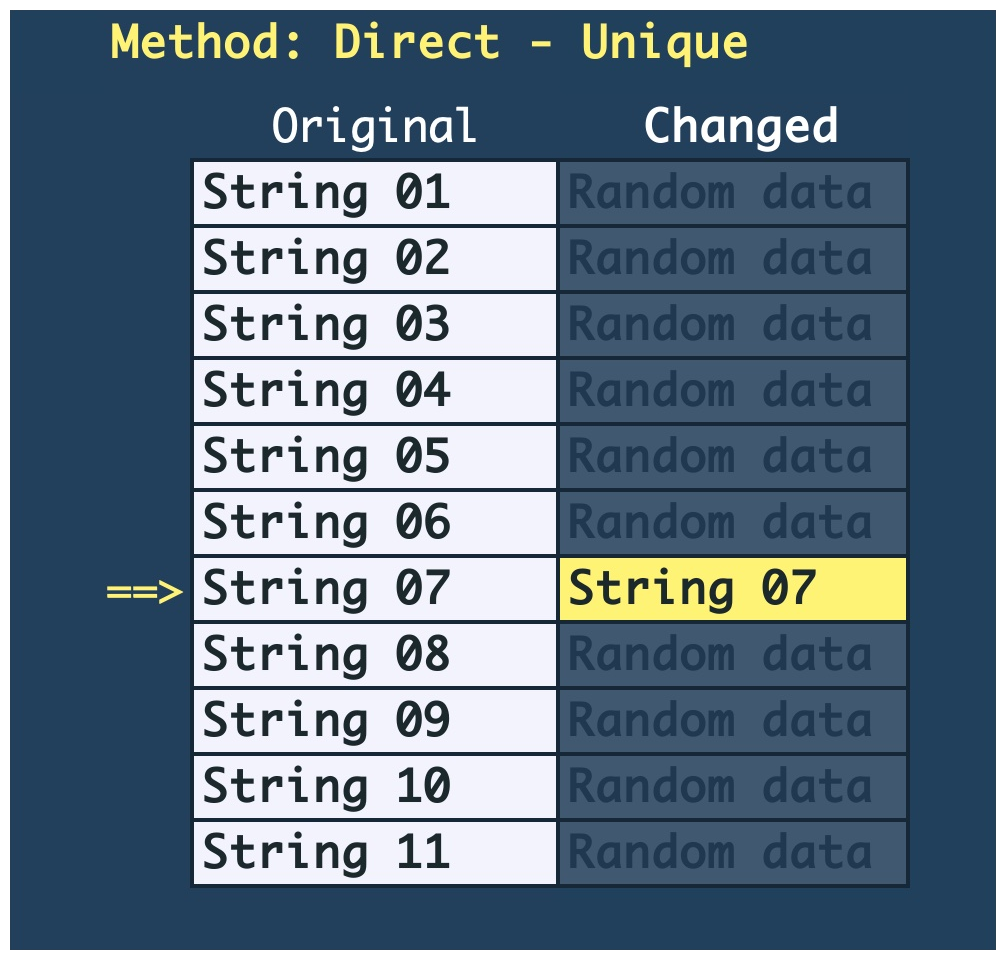 Method: Direct - Unique
Original Changed
String 01 Random data
String 02 Random data
String 03 Random data
String 04 Random data
String 05 Random data
String 06 Random data
==> String 07 String 07
String 08 Random data
String 09 Random data
String 10 Random data
String 11 Random data